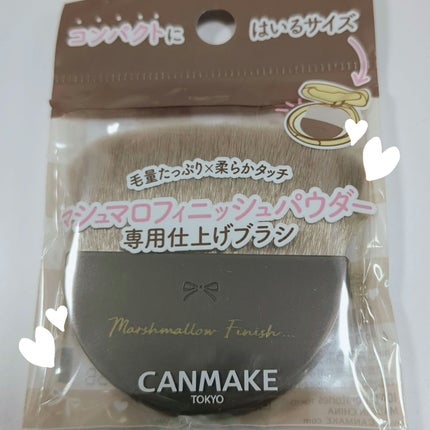 コンパクトに
はいるサイズ
毛量たっぷり×柔らかタッチ
マシュマロフィニッシュパウダー
専用仕上げブラシ
Marshmallow Finish...
CANMAKE
TOKYO